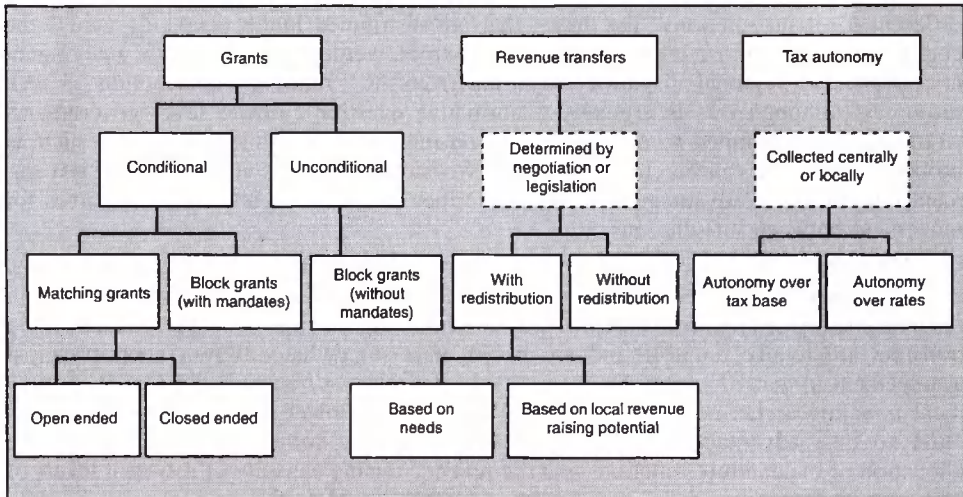 Grants
Revenue transfers
Tax autonomy
Conditional
Unconditional
Determined by
negotiation or
legislation
Collected centrally
or locally
Matching grants
Block grants
(with mandates)
Block grants
(without
mandates)
With
redistribution
Without
redistribution
Autonomy over
tax base
Autonomy
over rates
Open ended
Closed ended
Based on
needs
Based on local revenue
raising potential